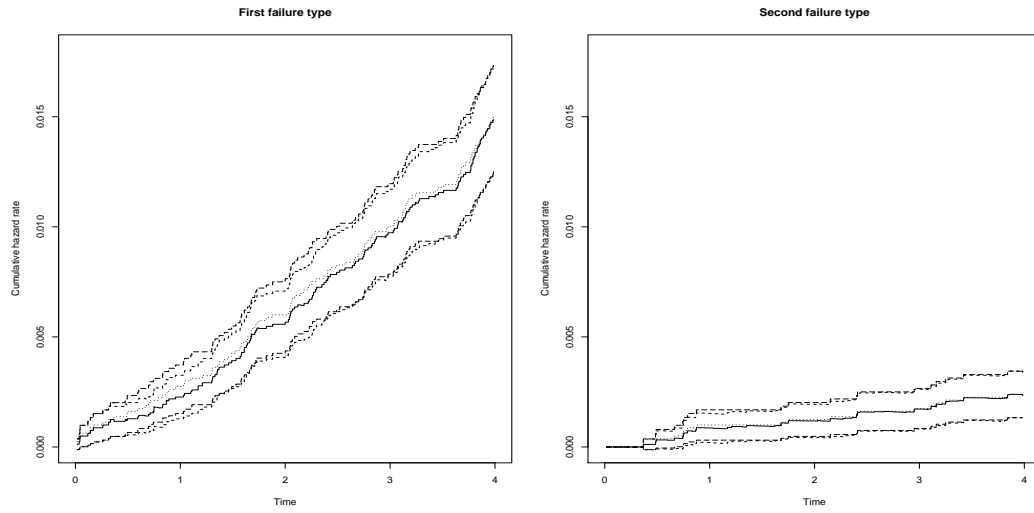 First failure type
Cumulative hazard rate
0.015
0.010
0.005
0.000
0 1 2 3 4
Time
Second failure type
Cumulative hazard rate
0.015
0.010
0.005
0.000
0 1 2 3 4
Time